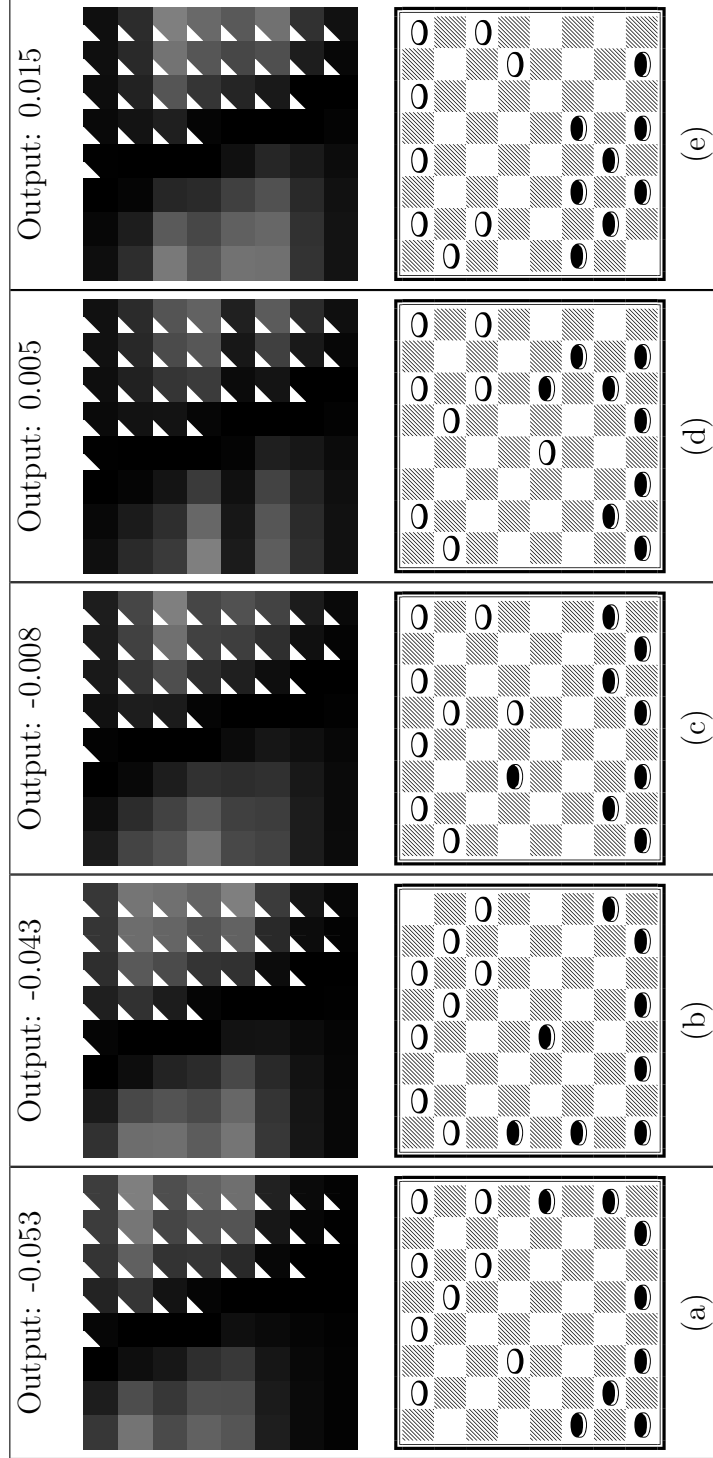 Output: -0.053
Output: -0.043
Output: -0.008
Output: 0.005
Output: 0.015
(a)
(b)
(c)
(d)
(e)